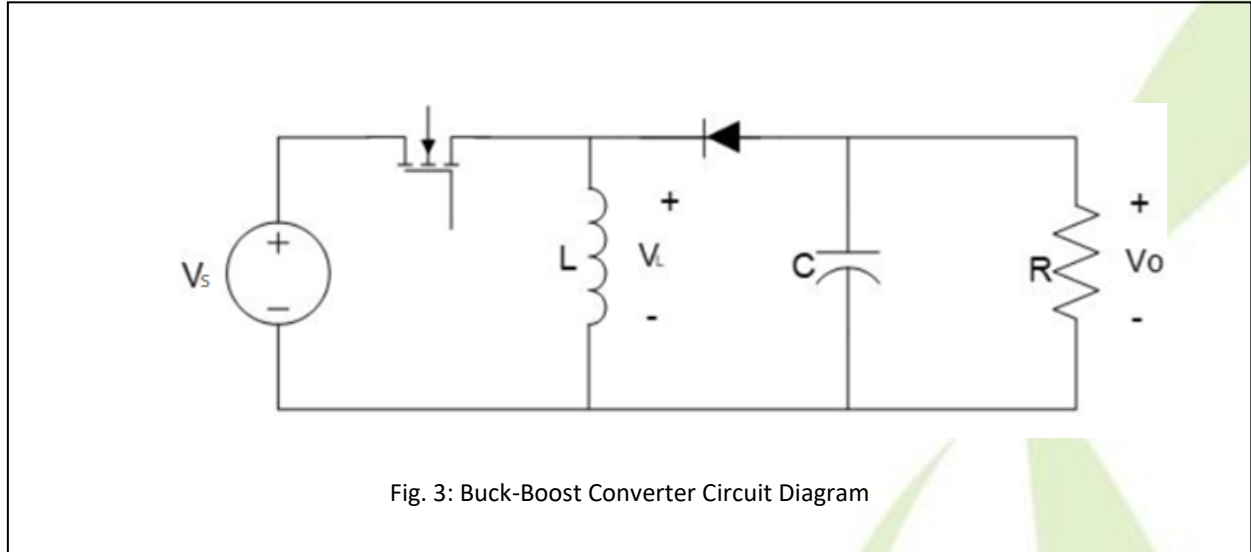 +
-
Vs
L
+
VL
-
C
R
+
Vo
-
Fig. 3: Buck-Boost Converter Circuit Diagram